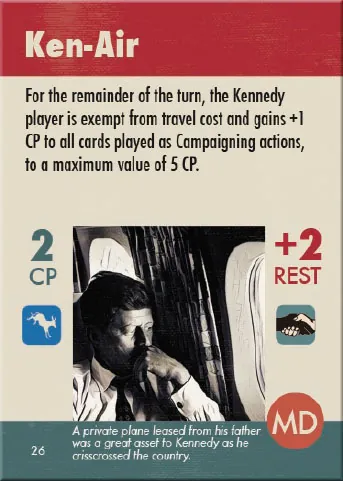 Ken-Air
For the remainder of the turn, the Kennedy
player is exempt from travel cost and gains +1
CP to all cards played as Campaigning actions,
to a maximum value of 5 CP.
2
CP
+2
REST
MD
A private plane leased from his father
was a great asset to Kennedy as he
crisscrossed the country.
26